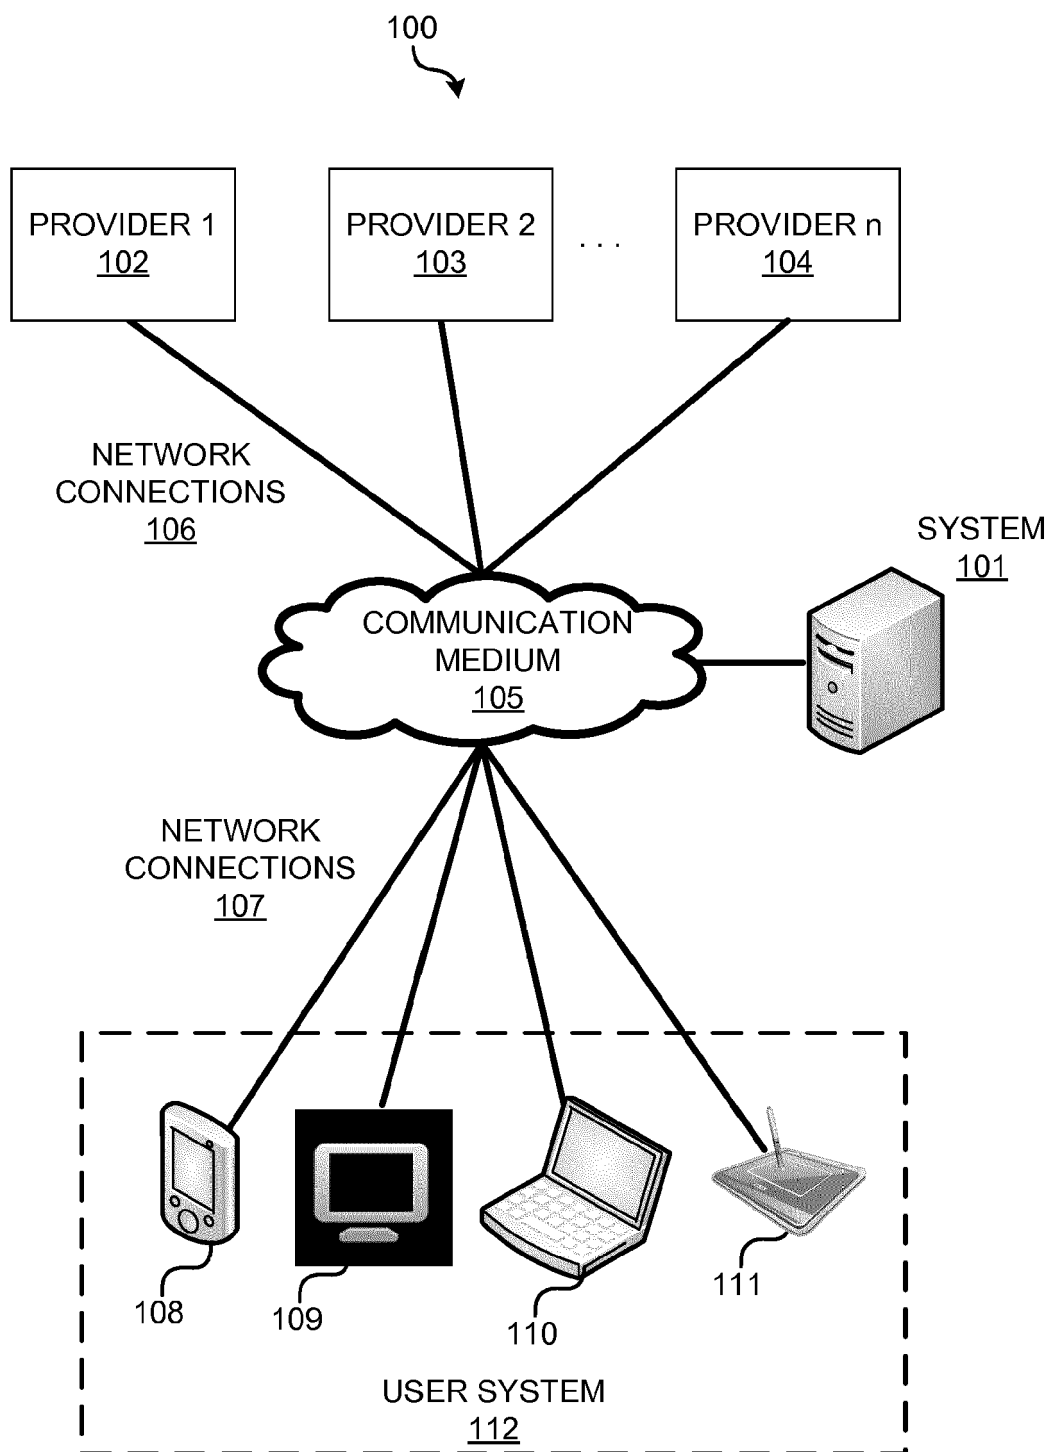 100
PROVIDER 1
102
PROVIDER 2
103
. . .
PROVIDER n
104
NETWORK
CONNECTIONS
106
SYSTEM
101
COMMUNICATION
MEDIUM
105
NETWORK
CONNECTIONS
107
108
109
110
111
USER SYSTEM
112